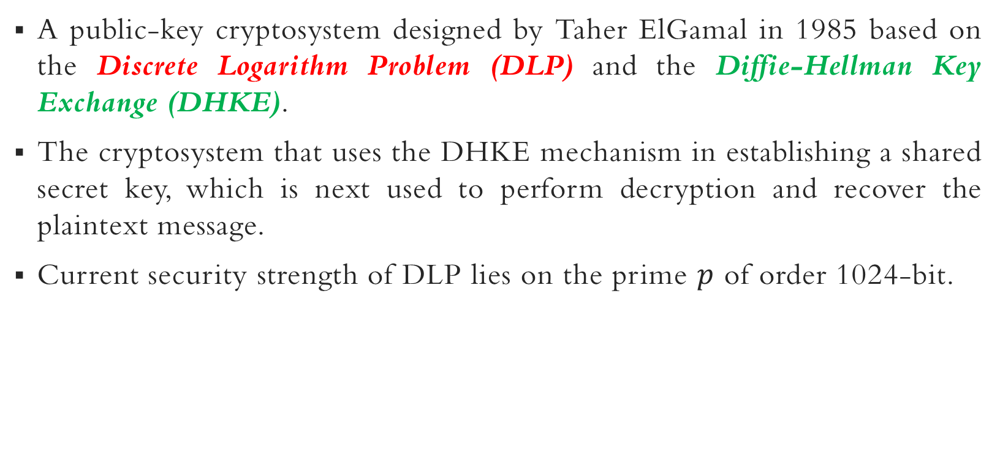 ▪ A public-key cryptosystem designed by Taher ElGamal in 1985 based on
the Discrete Logarithm Problem (DLP) and the Diffie-Hellman Key
Exchange (DHKE).
▪ The cryptosystem that uses the DHKE mechanism in establishing a shared
secret key, which is next used to perform decryption and recover the
plaintext message.
▪ Current security strength of DLP lies on the prime p of order 1024-bit.